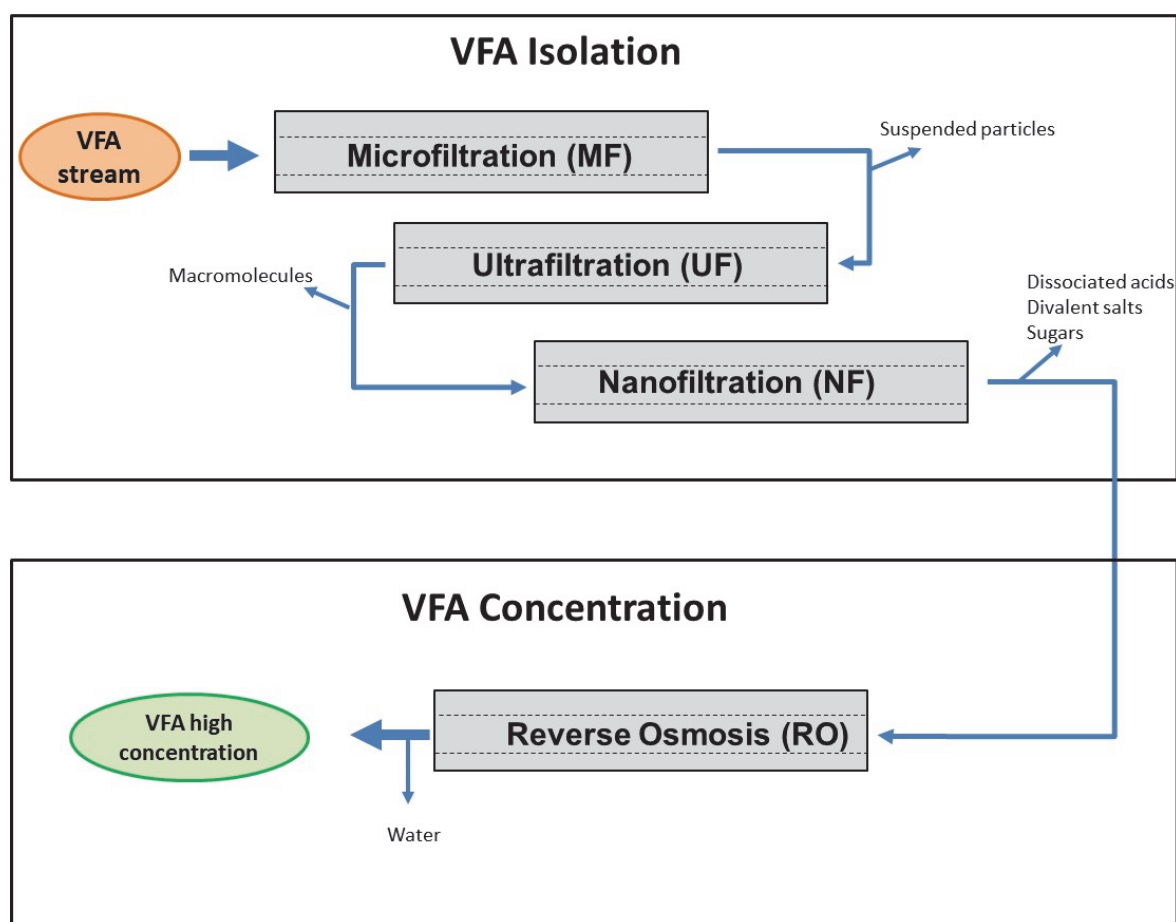 VFA Isolation
VFA
stream
Microfiltration (MF)
Suspended particles
Ultrafiltration (UF)
Macromolecules
Dissociated acids
Divalent salts
Sugars
Nanofiltration (NF)
VFA Concentration
VFA high
concentration
Reverse Osmosis (RO)
Water